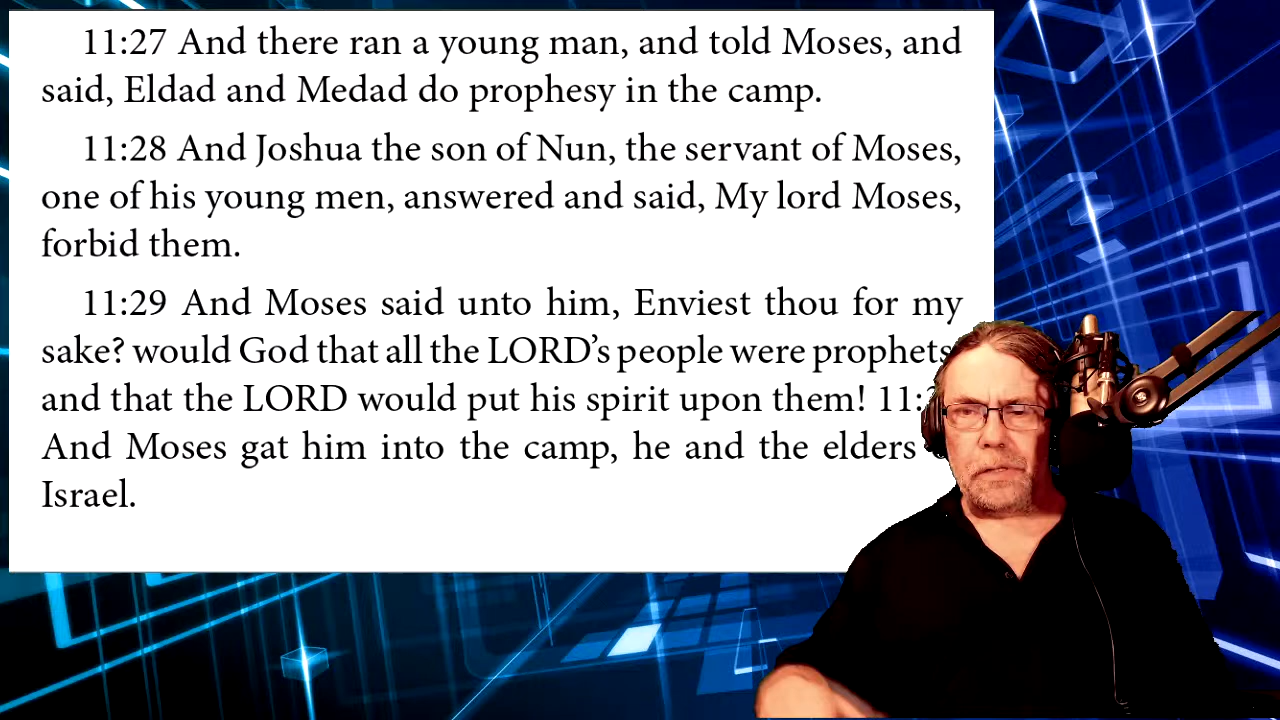 11:27 And there ran a young man, and told Moses, and
said, Eldad and Medad do prophesy in the camp.
11:28 And Joshua the son of Nun, the servant of Moses,
one of his young men, answered and said, My lord Moses,
forbid them.
11:29 And Moses said unto him, Enviest thou for my
sake? would God that all the LORD’s people were prophets
and that the LORD would put his spirit upon them! 11:
And Moses gat him into the camp, he and the elders
Israel.